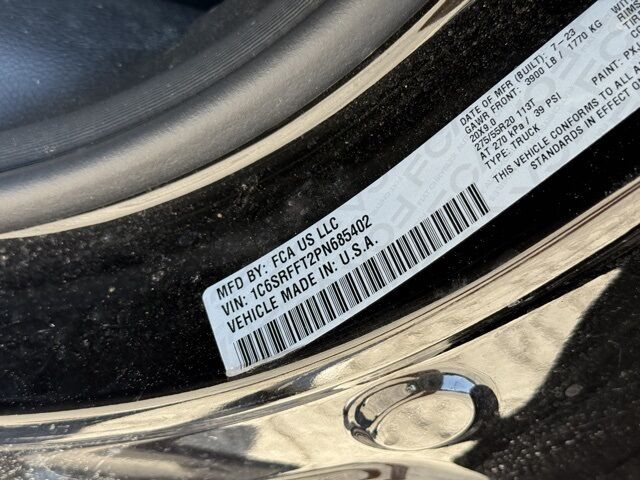 MFD BY: FCA US LLC
VIN: 1C6SRFFT2PN685402
VEHICLE MADE IN: U.S.A.
DATE OF MFR (BUILT): 7-23
GAWR FRONT: 3900 LB / 1770 KG
20X9.0
275/55R20 113T
AT 270 kPa / 39 PSI
TYPE: TRUCK
THIS VEHICLE CONFORMS TO ALL
STANDARDS IN EFFECT
PAINT: PX